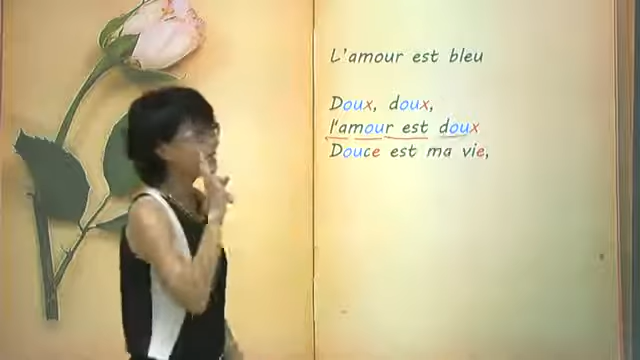 L'amour est bleu
Doux, doux,
l'amour est doux
Douce est ma vie,